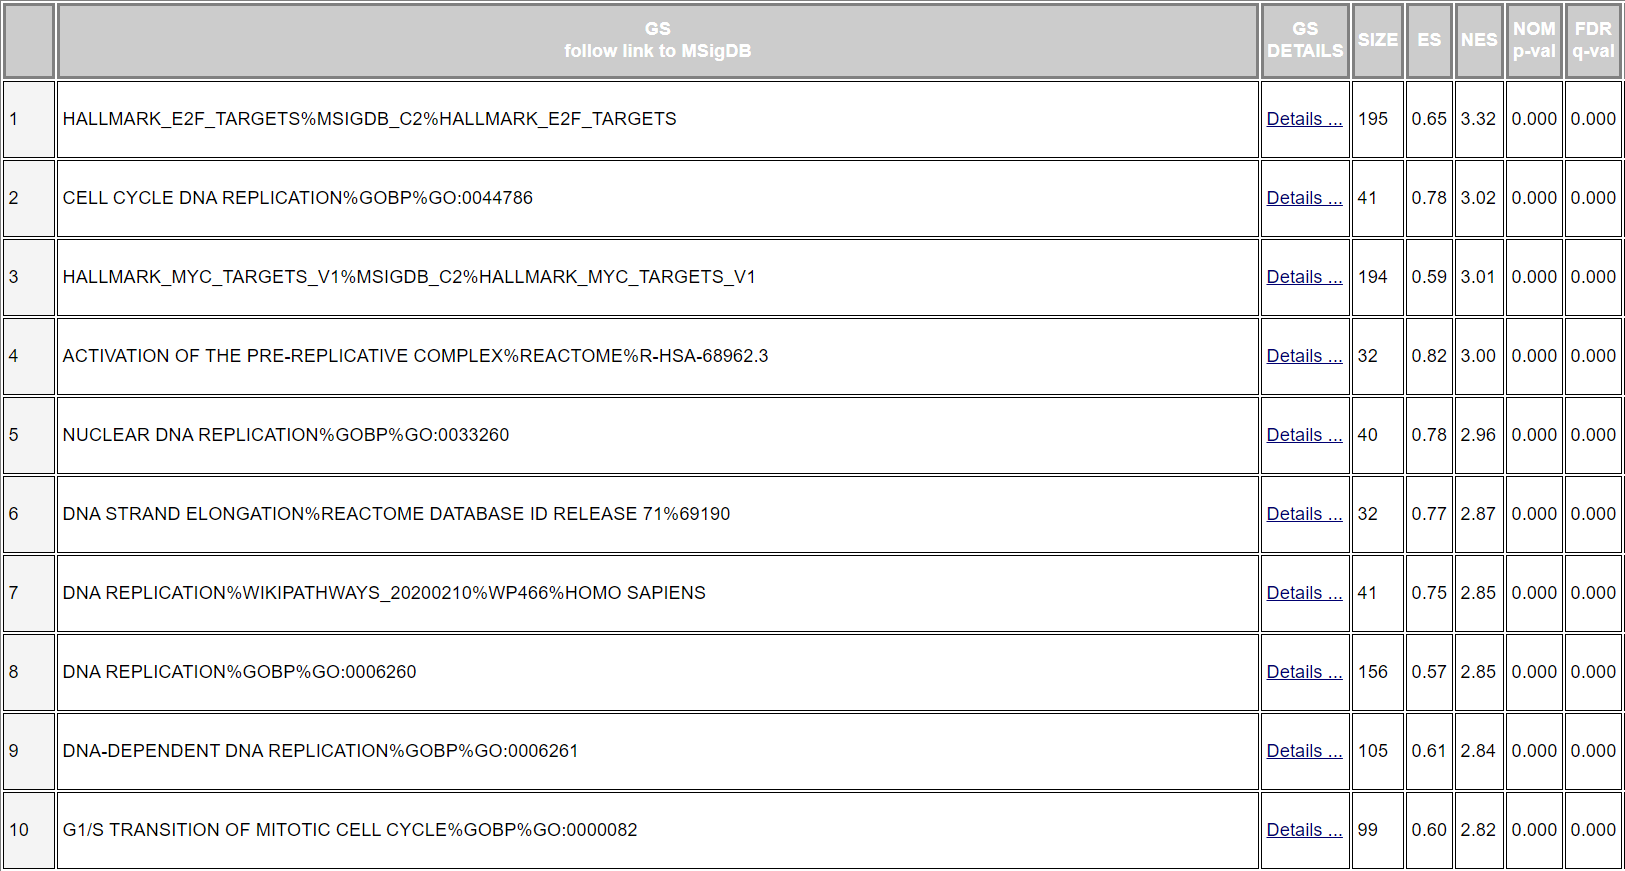 GS
follow link to MSigDB
GS
DETAILS
SIZE
ES
NES
NOM
p-val
FDR
q-val
1 HALLMARK_E2F_TARGETS%MSIGDB_C2%HALLMARK_E2F_TARGETS Details ... 195 0.65 3.32 0.000 0.000
2 CELL CYCLE DNA REPLICATION%GOBP%GO:0044786 Details ... 41 0.78 3.02 0.000 0.000
3 HALLMARK_MYC_TARGETS_V1%MSIGDB_C2%HALLMARK_MYC_TARGETS_V1 Details ... 194 0.59 3.01 0.000 0.000
4 ACTIVATION OF THE PRE-REPLICATIVE COMPLEX%REACTOME%R-HSA-68962.3 Details ... 32 0.82 3.00 0.000 0.000
5 NUCLEAR DNA REPLICATION%GOBP%GO:0033260 Details ... 40 0.78 2.96 0.000 0.000
6 DNA STRAND ELONGATION%REACTOME DATABASE ID RELEASE 71%69190 Details ... 32 0.77 2.87 0.000 0.000
7 DNA REPLICATION%WIKIPATHWAYS_20200210%WP466%HOMO SAPIENS Details ... 41 0.75 2.85 0.000 0.000
8 DNA REPLICATION%GOBP%GO:0006260 Details ... 156 0.57 2.85 0.000 0.000
9 DNA-DEPENDENT DNA REPLICATION%GOBP%GO:0006261 Details ... 105 0.61 2.84 0.000 0.000
10 G1/S TRANSITION OF MITOTIC CELL CYCLE%GOBP%GO:0000082 Details ... 99 0.60 2.82 0.000 0.000